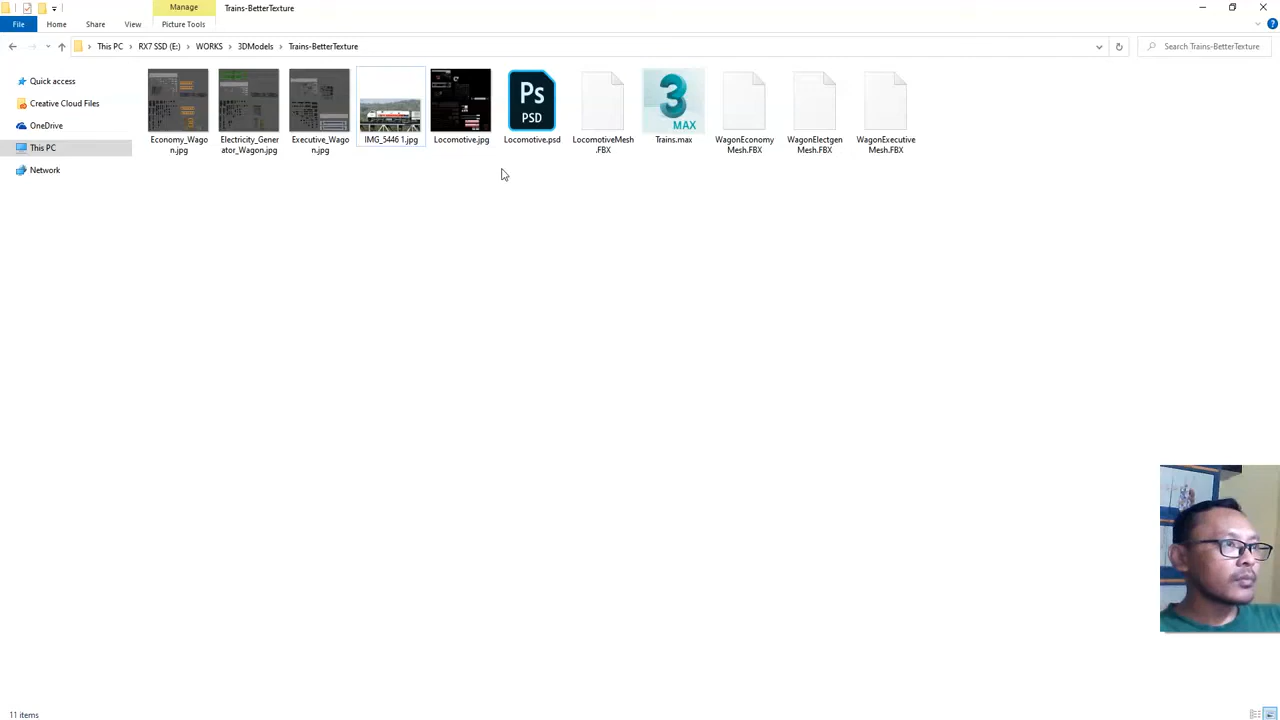 Manage
Trains-BetterTexture
File
Home
Share
View
Picture Tools
This PC
RX7 SSD (E:)
WORKS
3DModels
Trains-BetterTexture
Search Trains-BetterTexture
Quick access
Creative Cloud Files
OneDrive
This PC
Network
Ps
PSD
3
MAX
Economy_Wago
n.jpg
Electricity_Gener
ator_Wagon.jpg
Executive_Wago
n.jpg
IMG_5446 1.jpg
Locomotive.jpg
Locomotive.psd
LocomotiveMesh
.FBX
Trains.max
WagonEconomy
Mesh.FBX
WagonElectgen
Mesh.FBX
WagonExecutive
Mesh.FBX
11 items